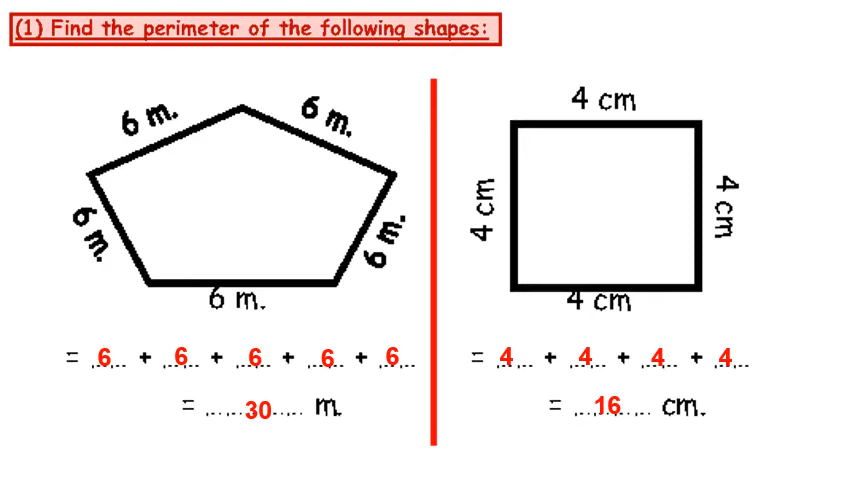 (1) Find the perimeter of the following shapes:
6 m.
6 m.
6 m.
6 m.
6 m.
= 6 + 6 + 6 + 6 + 6
= 30 m.
4 cm
4 cm
4 cm
4 cm
= 4 + 4 + 4 + 4
= 16 cm.